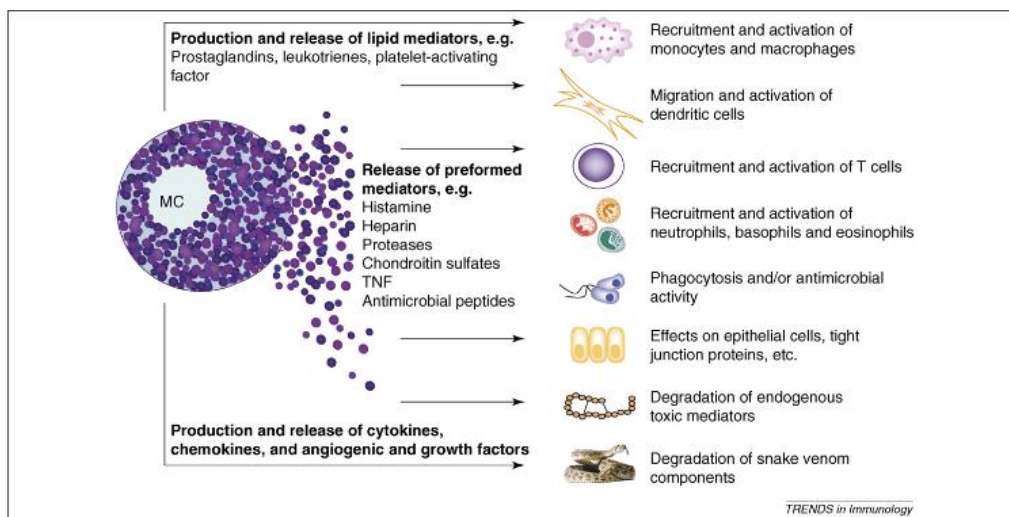 Production and release of lipid mediators, e.g.
Prostaglandins, leukotrienes, platelet-activating
factor
MC
Release of preformed
mediators, e.g.
Histamine
Heparin
Proteases
Chondroitin sulfates
TNF
Antimicrobial peptides
Production and release of cytokines,
chemokines, and angiogenic and growth factors
Recruitment and activation of
monocytes and macrophages
Migration and activation of
dendritic cells
Recruitment and activation of T cells
Recruitment and activation of
neutrophils, basophils and eosinophils
Phagocytosis and/or antimicrobial
activity
Effects on epithelial cells, tight
junction proteins, etc.
Degradation of endogenous
toxic mediators
Degradation of snake venom
components
TRENDS in Immunology